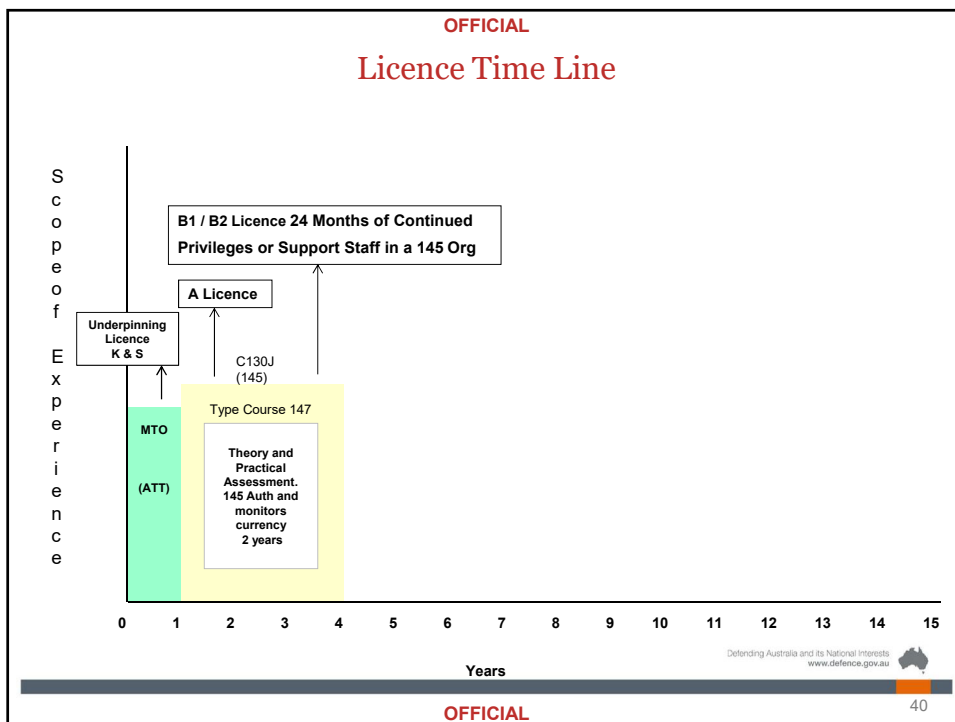 OFFICIAL
Licence Time Line
Scope of Experience
B1 / B2 Licence 24 Months of Continued
Privileges or Support Staff in a 145 Org
A Licence
Underpinning
Licence
K & S
C130J
(145)
Type Course 147
MTO
(ATT)
Theory and
Practical
Assessment.
145 Auth and
monitors
currency
2 years
0 1 2 3 4 5 6 7 8 9 10 11 12 13 14 15
Years
Defending Australia and its National Interests
www.defence.gov.au
OFFICIAL
40